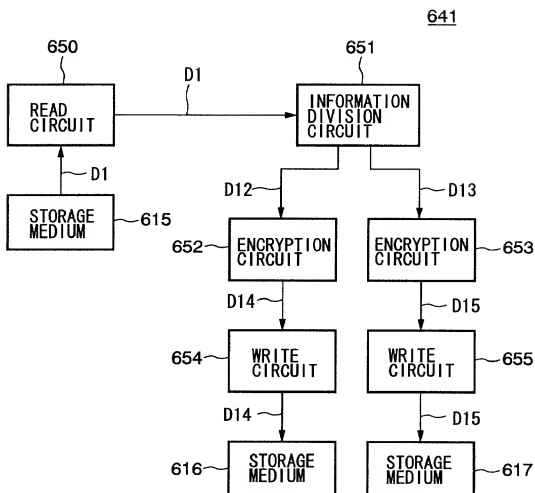 641
650
651
READ
CIRCUIT
D1
INFORMATION
DIVISION
CIRCUIT
D1
STORAGE
MEDIUM
615
D12
D13
652
ENCRYPTION
CIRCUIT
ENCRYPTION
CIRCUIT
653
D14
D15
654
WRITE
CIRCUIT
WRITE
CIRCUIT
655
D14
D15
616
STORAGE
MEDIUM
STORAGE
MEDIUM
617